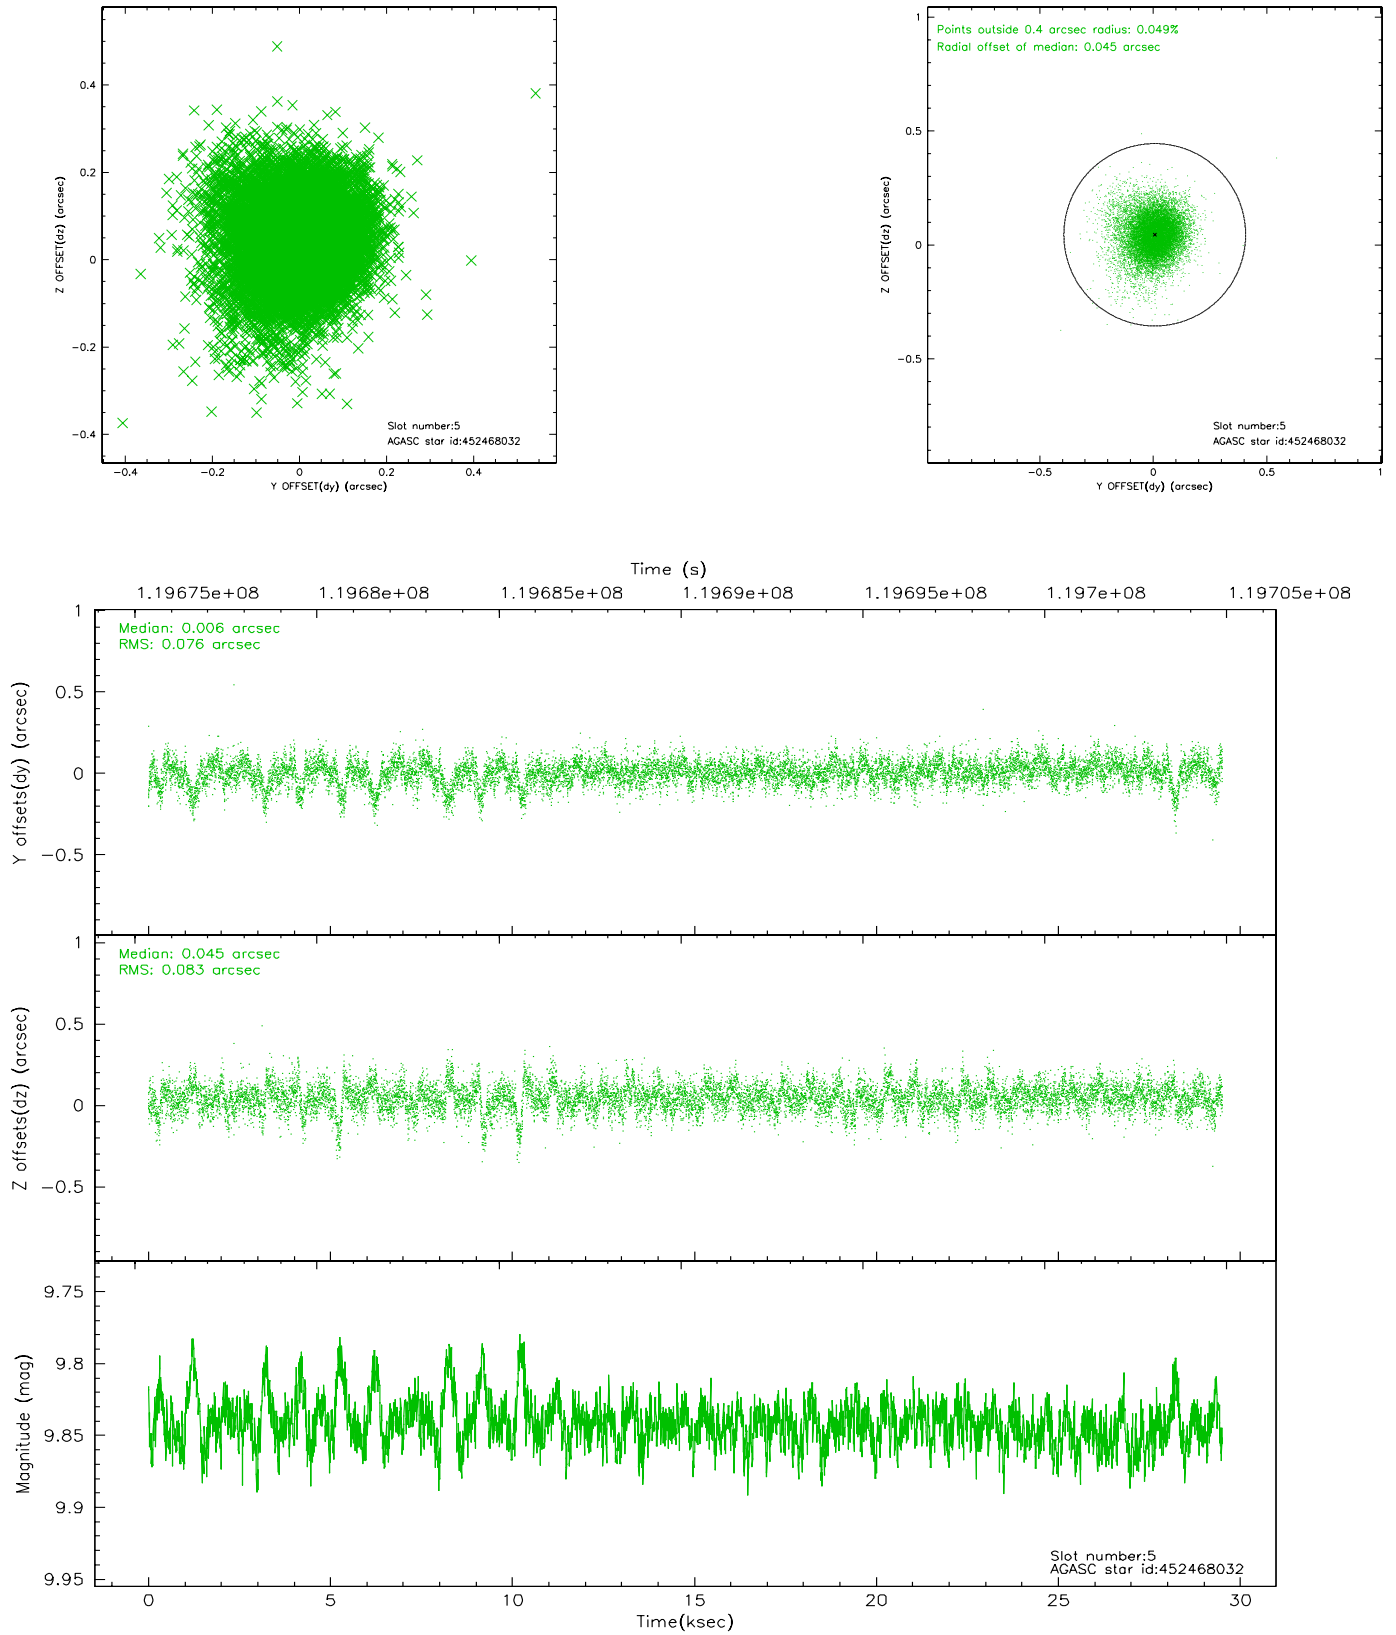 0.4
0.2
0
-0.2
-0.4
-0.4
-0.2
0
0.2
0.4
Z OFFSET(dz) (arcsec)
Y OFFSET(dy) (arcsec)
Slot number:5
AGASC star id:452468032
Points outside 0.4 arcsec radius: 0.049%
Radial offset of median: 0.045 arcsec
1
0.5
0
-0.5
-0.5
0
0.5
1
Z OFFSET(dz) (arcsec)
Y OFFSET(dy) (arcsec)
Slot number:5
AGASC star id:452468032
Time (s)
1.19675e+08 1.1968e+08 1.19685e+08 1.1969e+08 1.19695e+08 1.197e+08 1.19705e+08
Median: 0.006 arcsec
RMS: 0.076 arcsec
1
0.5
0
-0.5
Y offsets(dy) (arcsec)
Median: 0.045 arcsec
RMS: 0.083 arcsec
1
0.5
0
-0.5
Z offsets(dz) (arcsec)
9.75
9.8
9.85
9.9
9.95
Magnitude (mag)
Slot number:5
AGASC star id:452468032
0 5 10 15 20 25 30
Time(ksec)